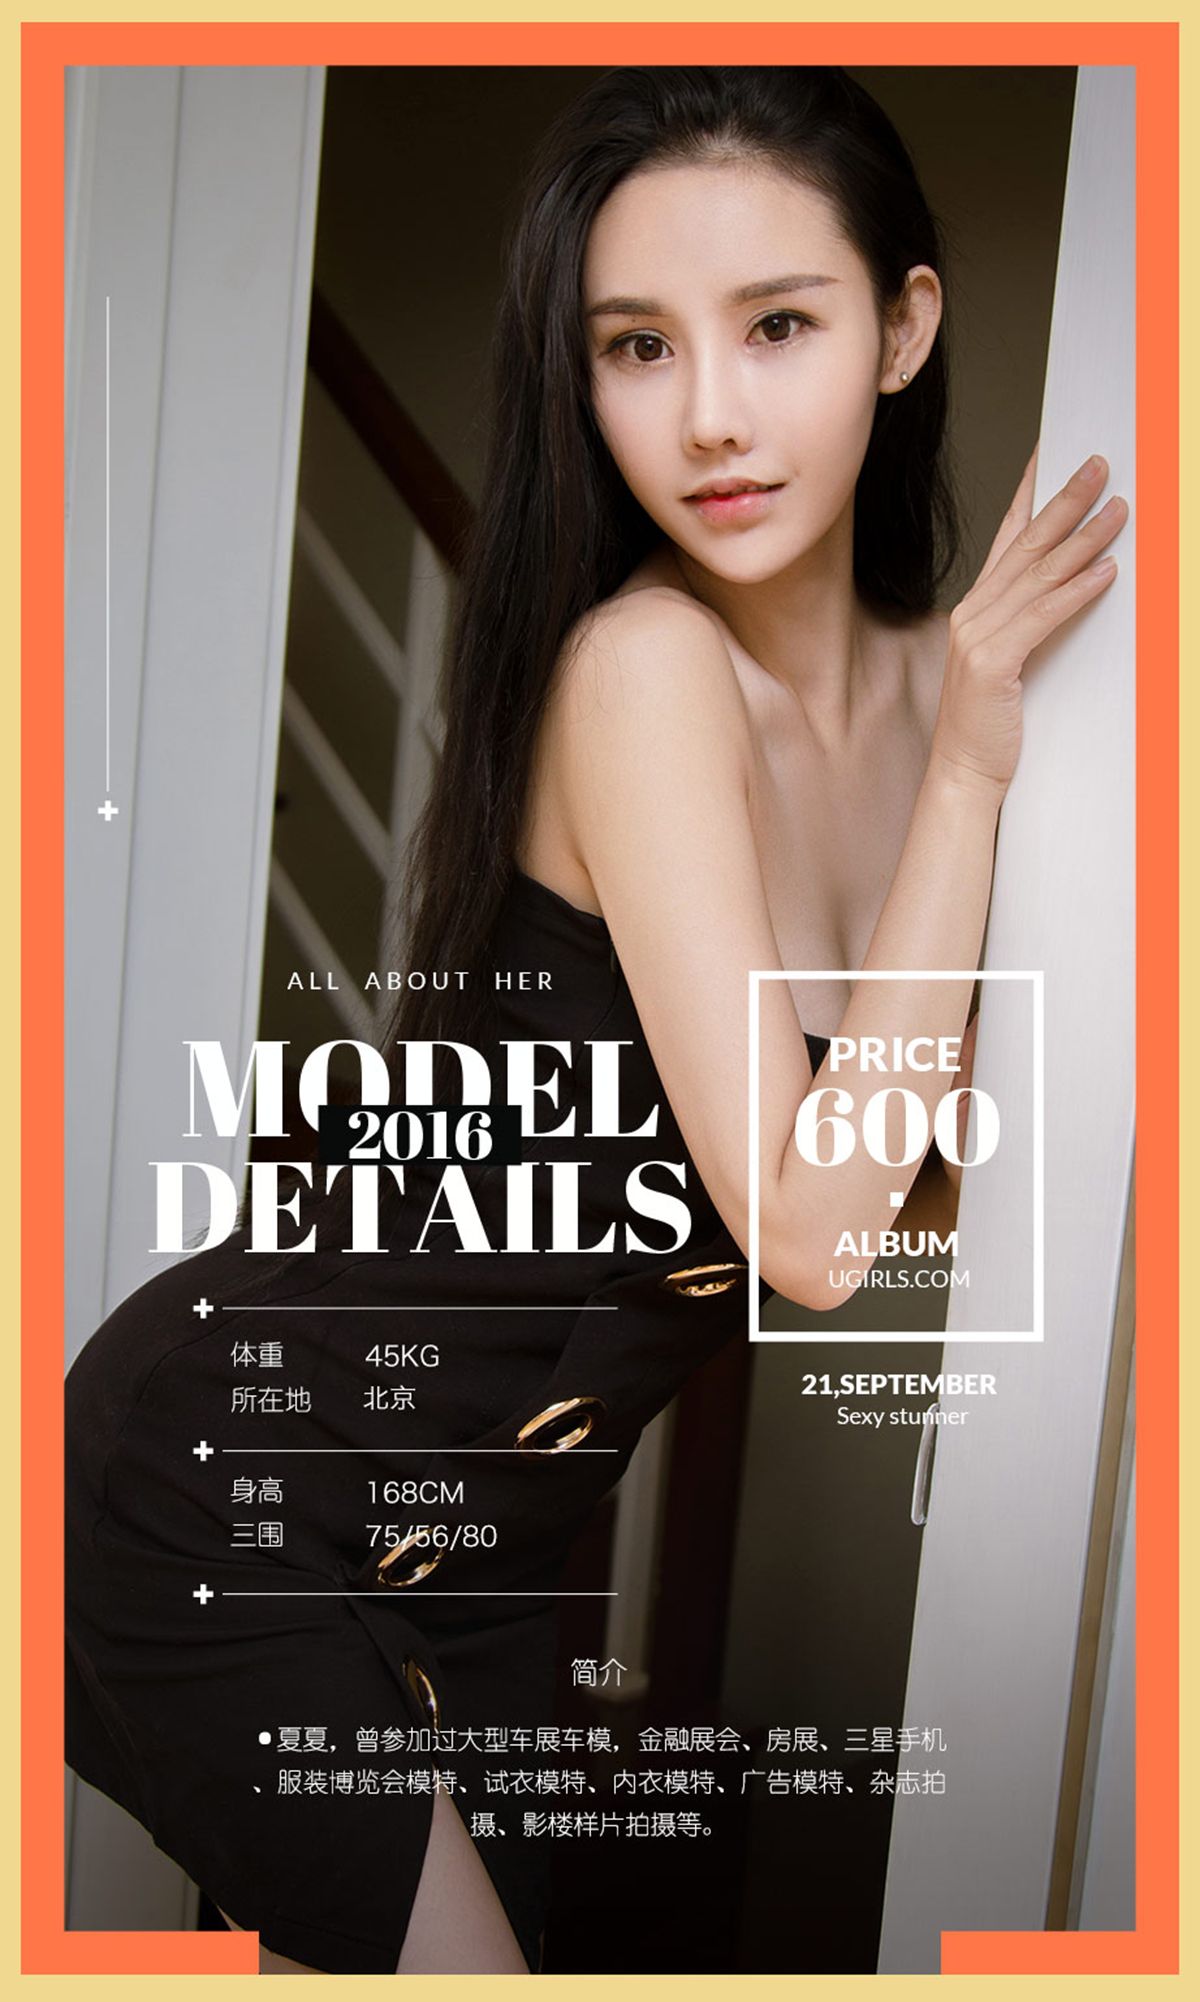 ALL ABOUT HER
MODEL
2016
DETAILS
PRICE
600
ALBUM
UGIRLS.COM
21,SEPTEMBER
Sexy stunner
体重 45KG
所在地 北京
身高 168CM
三围 75/56/80
简介
•夏夏，曾参加过大型车展车模，金融展会、房展、三星手机
、服装博览会模特、试衣模特、内衣模特、广告模特、杂志拍
摄、影楼样片拍摄等。